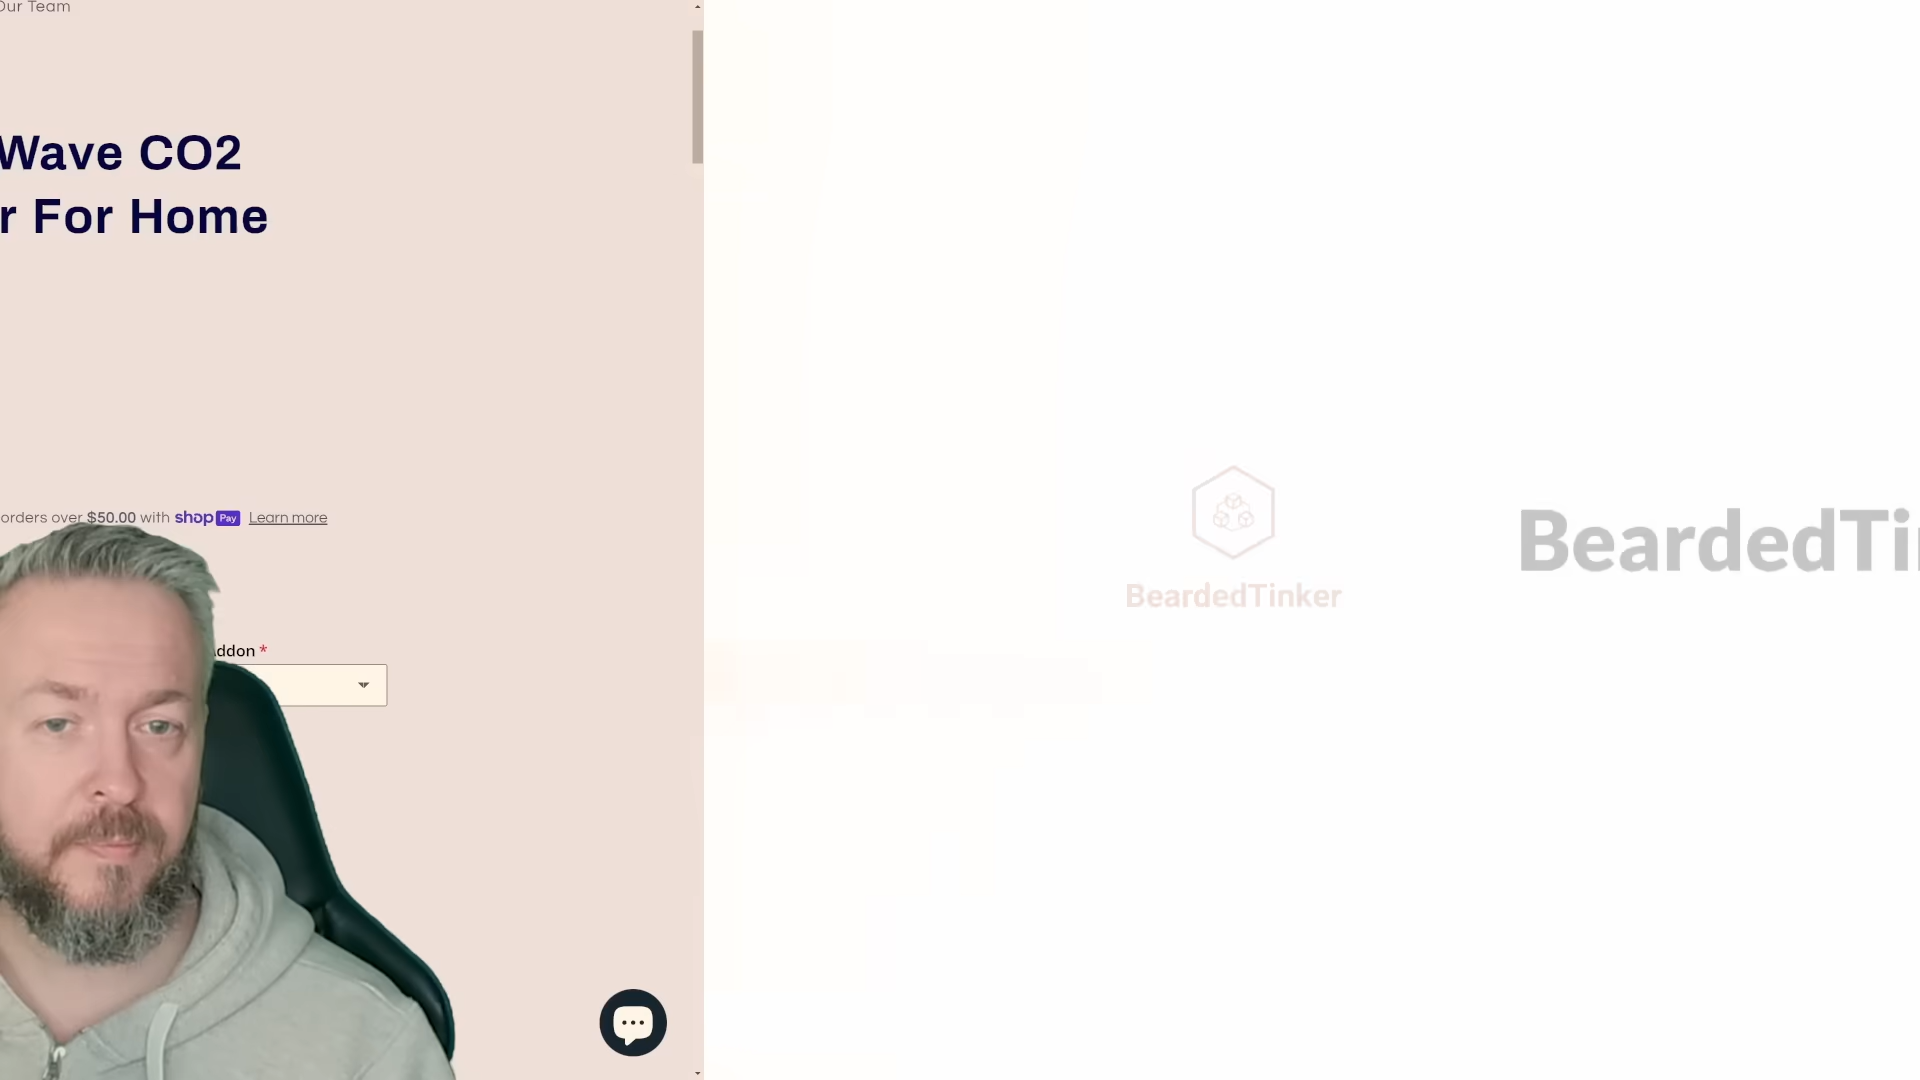 Our Team
Wave CO2
r For Home
orders over $50.00 with shop Pay Learn more
Addon *
BeardedTinker
BeardedTi